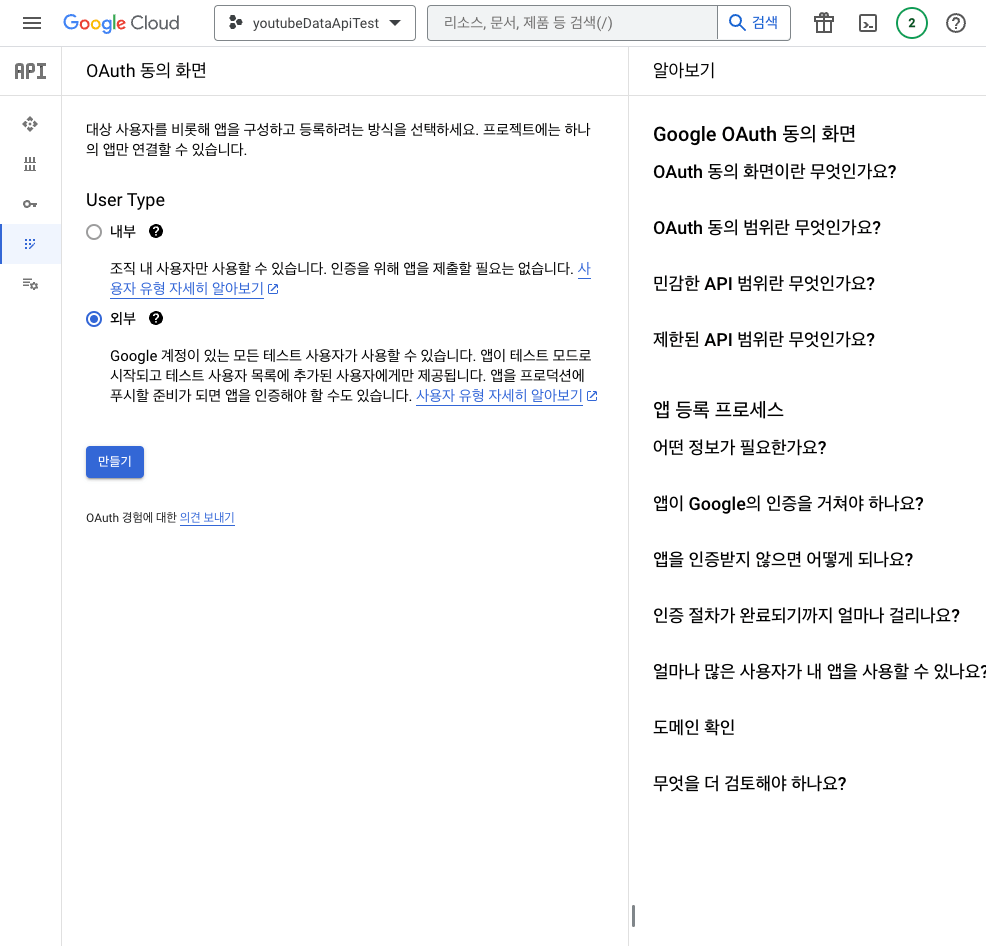 Google Cloud
youtubeDataApiTest
리소스, 문서, 제품 등 검색(/)
검색
2
API
OAuth 동의 화면
대상 사용자를 비롯해 앱을 구성하고 등록하려는 방식을 선택하세요. 프로젝트에는 하나
의 앱만 연결할 수 있습니다.
User Type
내부
조직 내 사용자만 사용할 수 있습니다. 인증을 위해 앱을 제출할 필요는 없습니다. 사
용자 유형 자세히 알아보기
외부
Google 계정이 있는 모든 테스트 사용자가 사용할 수 있습니다. 앱이 테스트 모드로
시작되고 테스트 사용자 목록에 추가된 사용자에게만 제공됩니다. 앱을 프로덕션에
푸시할 준비가 되면 앱을 인증해야 할 수도 있습니다. 사용자 유형 자세히 알아보기
만들기
OAuth 경험에 대한 의견 보내기
알아보기
Google OAuth 동의 화면
OAuth 동의 화면이란 무엇인가요?
OAuth 동의 범위란 무엇인가요?
민감한 API 범위란 무엇인가요?
제한된 API 범위란 무엇인가요?
앱 등록 프로세스
어떤 정보가 필요한가요?
앱이 Google의 인증을 거쳐야 하나요?
앱을 인증받지 않으면 어떻게 되나요?
인증 절차가 완료되기까지 얼마나 걸리나요?
얼마나 많은 사용자가 내 앱을 사용할 수 있나요?
도메인 확인
무엇을 더 검토해야 하나요?